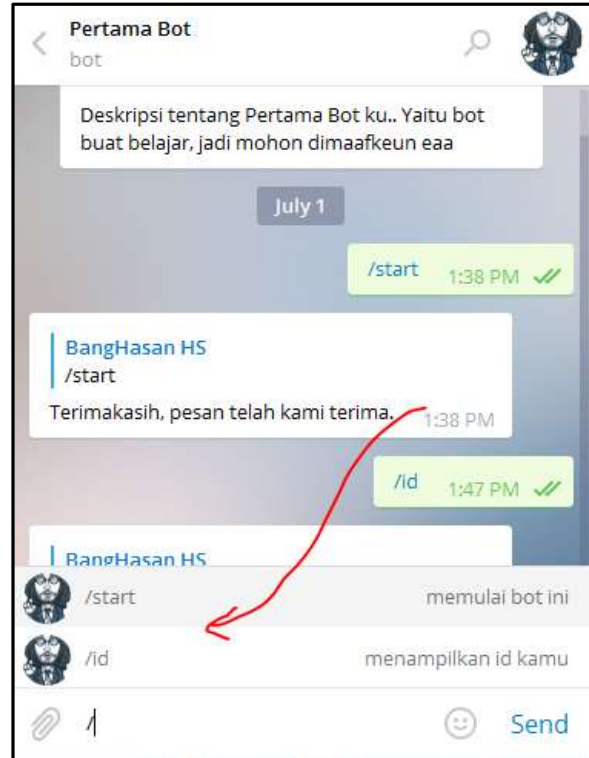 Pertama Bot
bot
Deskripsi tentang Pertama Bot ku.. Yaitu bot
buat belajar, jadi mohon dimaafkeun eaa
July 1
/start 1:38 PM
BangHasan HS
/start
Terimakasih, pesan telah kami terima. 1:38 PM
/id 1:47 PM
BangHasan HS
/start memulai bot ini
/id menampilkan id kamu
/ Send